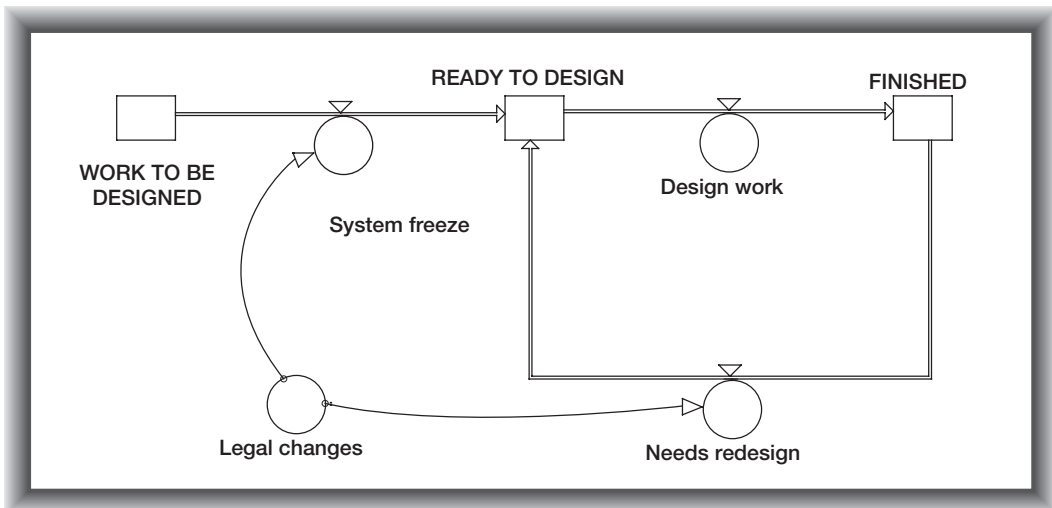 READY TO DESIGN
FINISHED
WORK TO BE
DESIGNED
Design work
System freeze
Legal changes
Needs redesign